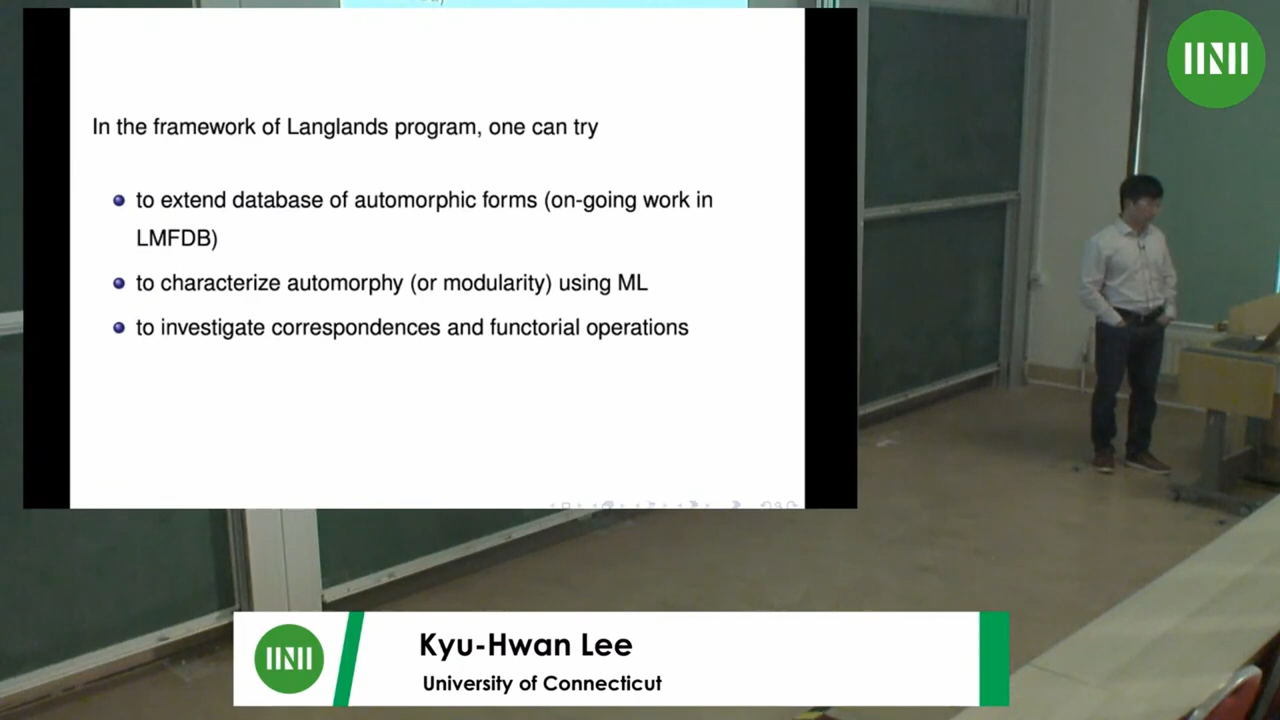 In the framework of Langlands program, one can try
to extend database of automorphic forms (on-going work in
LMFDB)
to characterize automorphy (or modularity) using ML
to investigate correspondences and functorial operations
Kyu-Hwan Lee
University of Connecticut